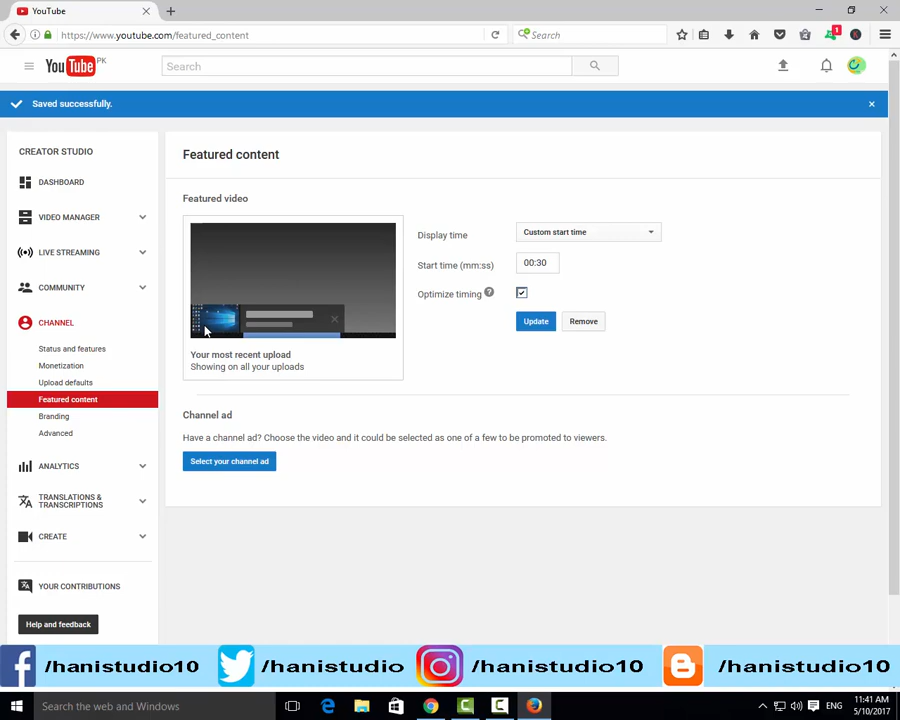 YouTube
https://www.youtube.com/featured_content
Search
1
YouTube PK
Search
Saved successfully.
CREATOR STUDIO
DASHBOARD
VIDEO MANAGER
LIVE STREAMING
COMMUNITY
CHANNEL
Status and features
Monetization
Upload defaults
Featured content
Branding
Advanced
ANALYTICS
TRANSLATIONS &
TRANSCRIPTIONS
CREATE
YOUR CONTRIBUTIONS
Help and feedback
Featured content
Featured video
Your most recent upload
Showing on all your uploads
Display time
Custom start time
Start time (mm:ss)
00:30
Optimize timing ?
Update
Remove
Channel ad
Have a channel ad? Choose the video and it could be selected as one of a few to be promoted to viewers.
Select your channel ad
/hanistudio10
/hanistudio
/hanistudio10
/hanistudio10
Search the web and Windows
ENG
11:41 AM
5/10/2017